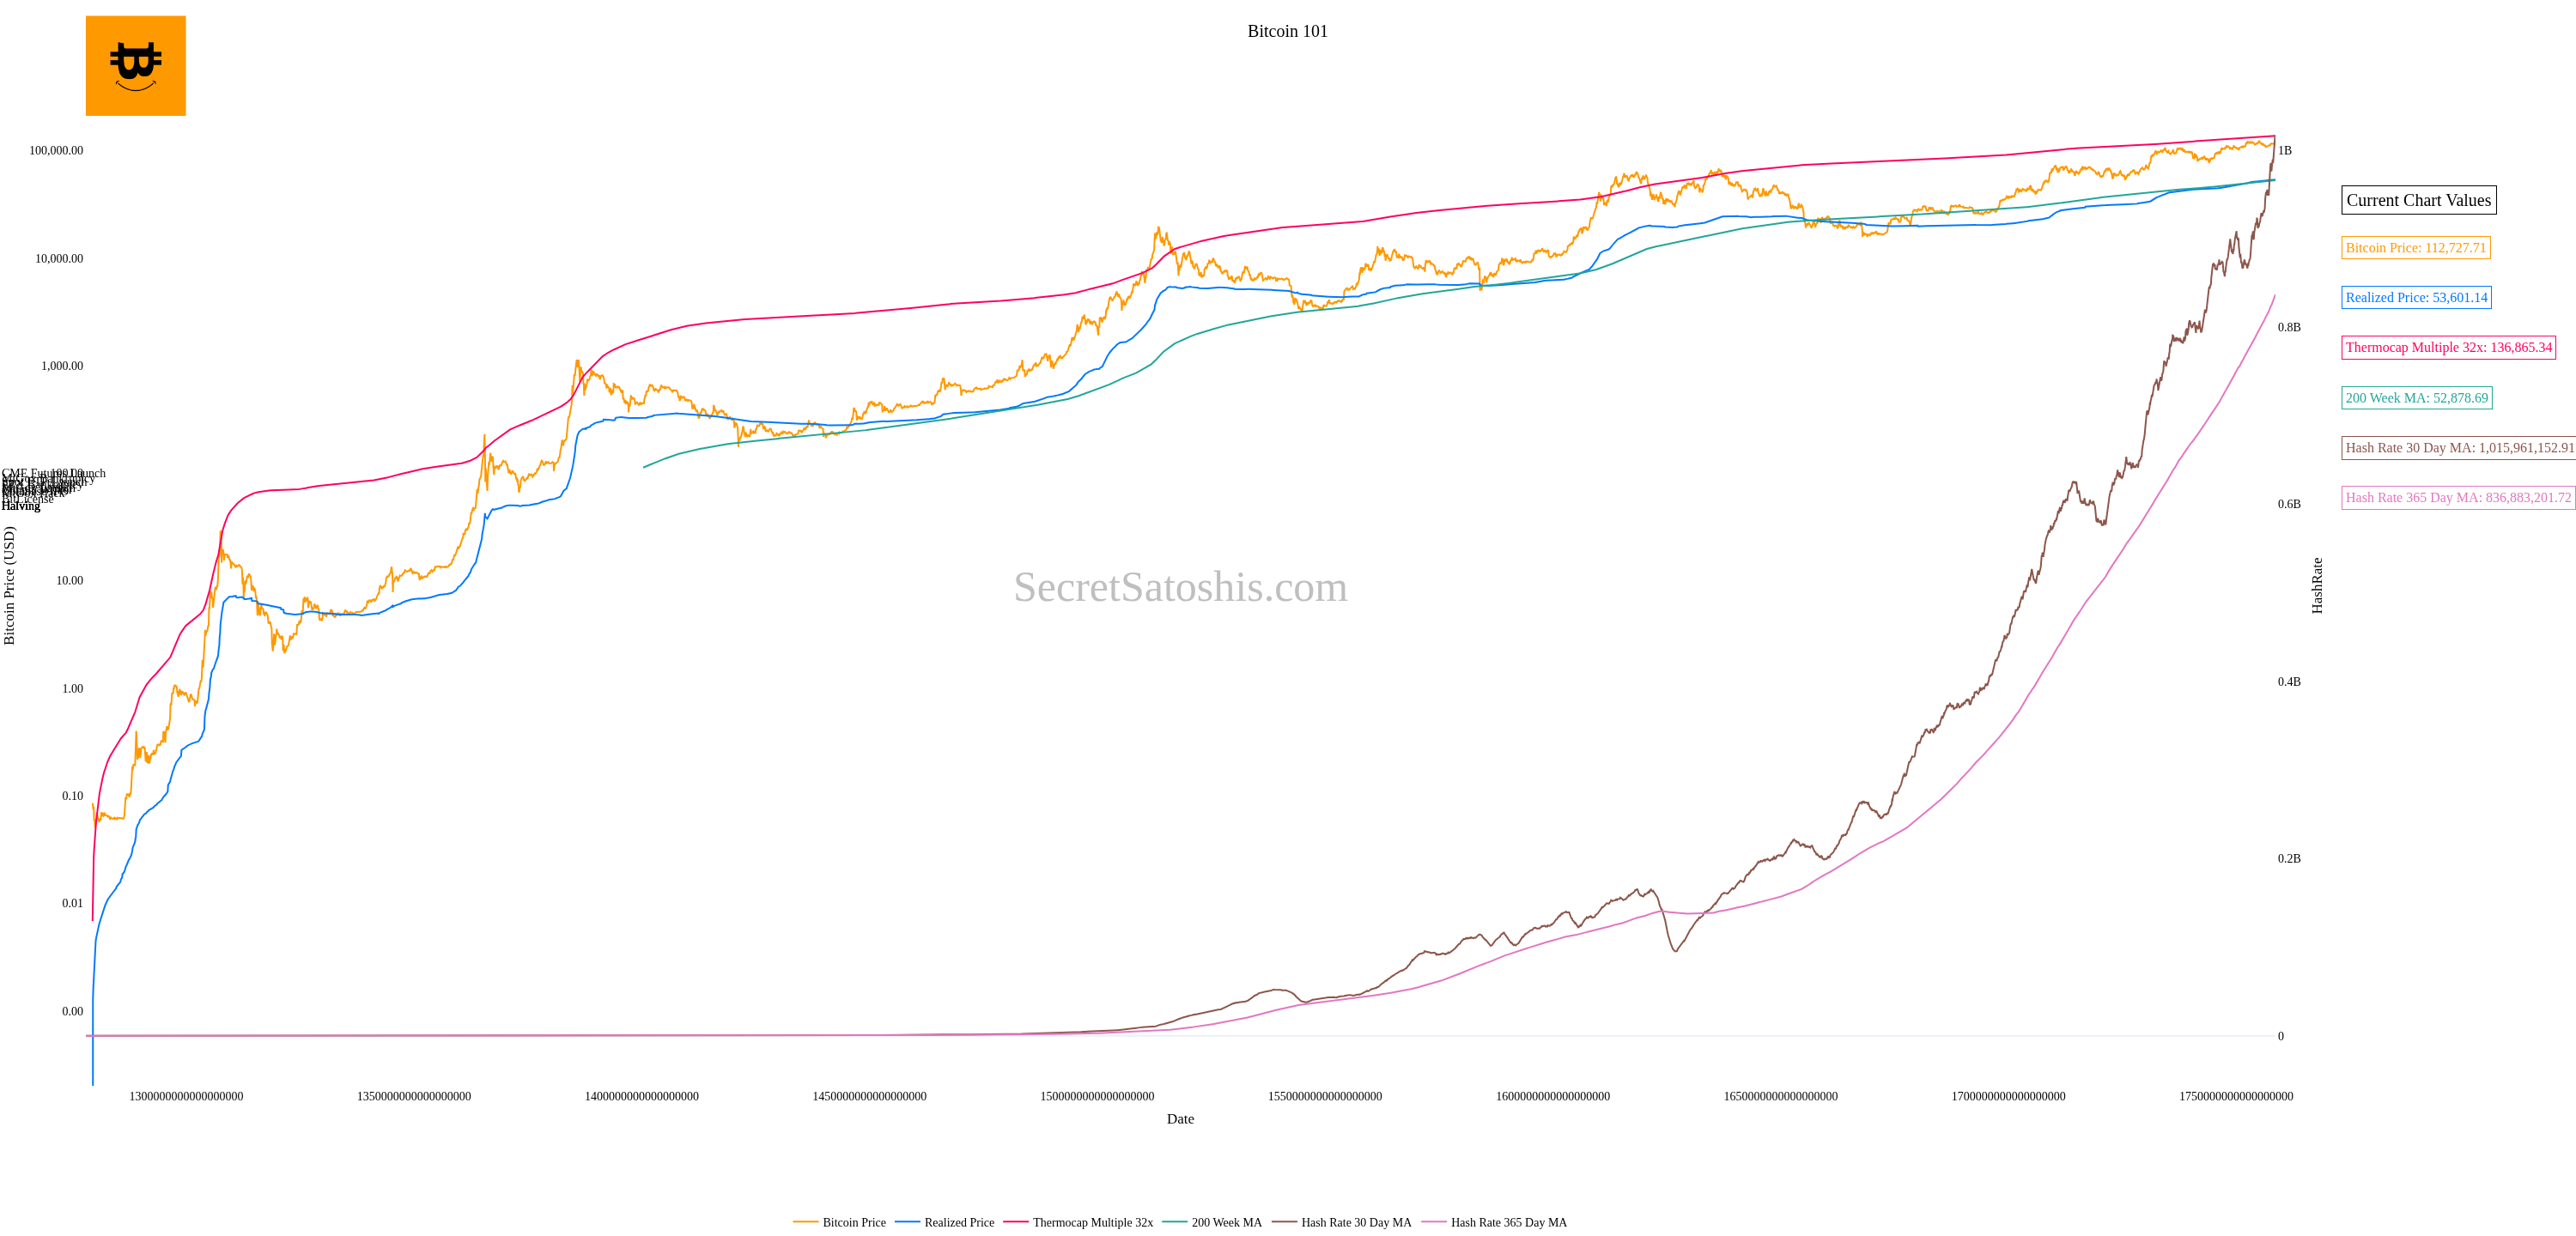 Bitcoin 101
100,000.00
10,000.00
1,000.00
100.00
10.00
1.00
0.10
0.01
0.00
CME Futures Launch
BitLicense
Halving
Bitcoin Price (USD)
SecretSatoshis.com
1B
0.8B
0.6B
0.4B
0.2B
0
HashRate
Current Chart Values
Bitcoin Price: 112,727.71
Realized Price: 53,601.14
Thermocap Multiple 32x: 136,865.34
200 Week MA: 52,878.69
Hash Rate 30 Day MA: 1,015,961,152.91
Hash Rate 365 Day MA: 836,883,201.72
1300000000000000000 1350000000000000000 1400000000000000000 1450000000000000000 1500000000000000000 1550000000000000000 1600000000000000000 1650000000000000000 1700000000000000000 1750000000000000000
Date
Bitcoin Price Realized Price Thermocap Multiple 32x 200 Week MA Hash Rate 30 Day MA Hash Rate 365 Day MA